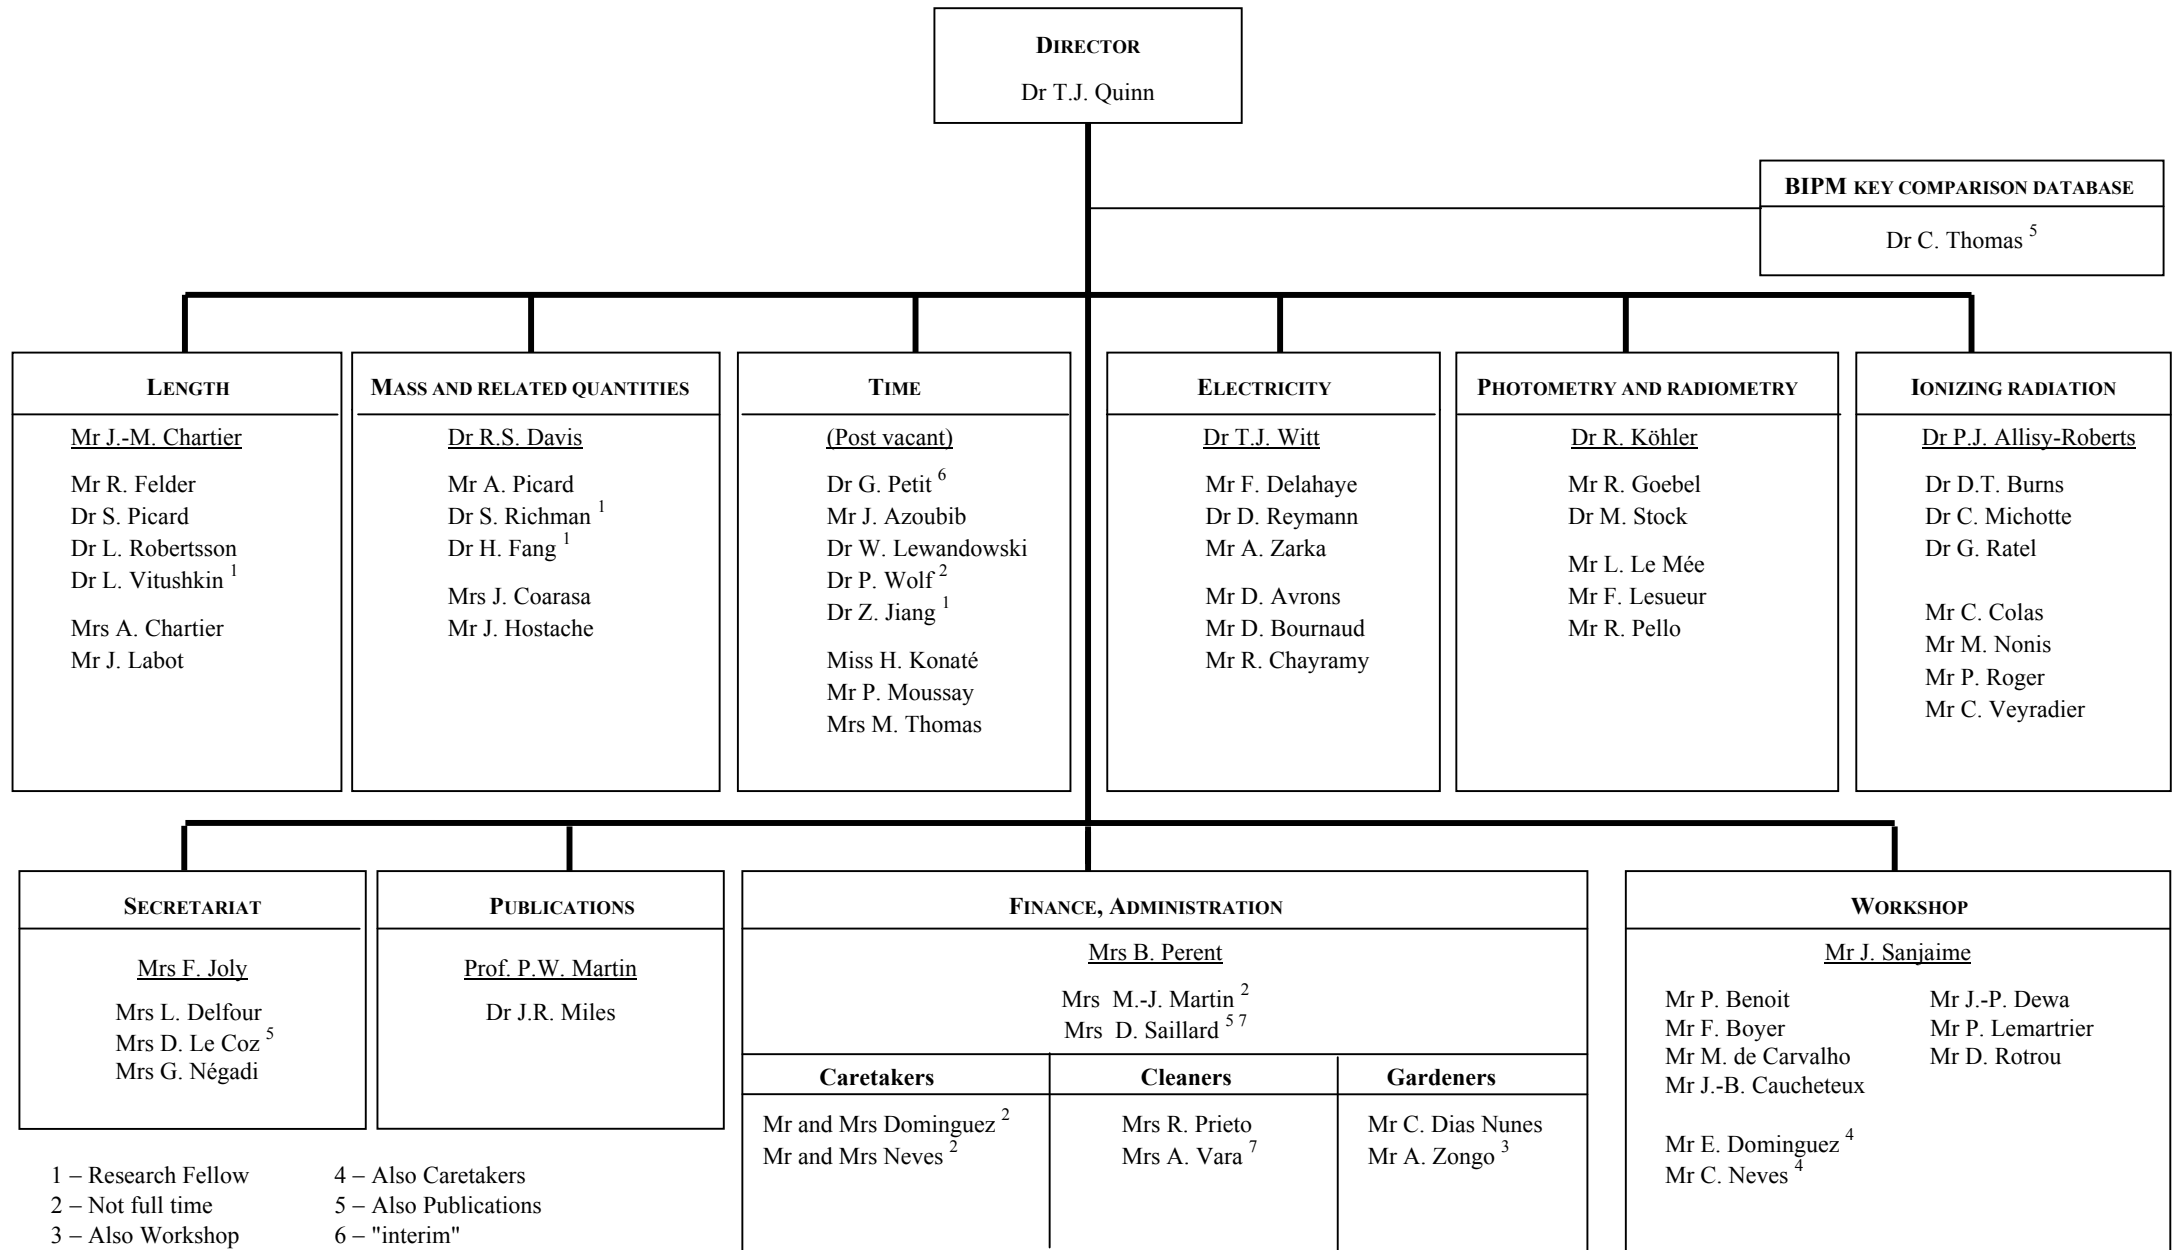 DIRECTOR
Dr T.J. Quinn
BIPM KEY COMPARISON DATABASE
Dr C. Thomas 5
LENGTH
Mr J.-M. Chartier
Mr R. Felder
Dr S. Picard
Dr L. Robertsson
Dr L. Vitushkin 1
Mrs A. Chartier
Mr J. Labot
MASS AND RELATED QUANTITIES
Dr R.S. Davis
Mr A. Picard
Dr S. Richman 1
Dr H. Fang 1
Mrs J. Coarasa
Mr J. Hostache
TIME
(Post vacant)
Dr G. Petit 6
Mr J. Azoubib
Dr W. Lewandowski
Dr P. Wolf 2
Dr Z. Jiang 1
Miss H. Konaté
Mr P. Moussay
Mrs M. Thomas
ELECTRICITY
Dr T.J. Witt
Mr F. Delahaye
Dr D. Reymann
Mr A. Zarka
Mr D. Avrons
Mr D. Bournaud
Mr R. Chayramy
PHOTOMETRY AND RADIOMETRY
Dr R. Köhler
Mr R. Goebel
Dr M. Stock
Mr L. Le Mée
Mr F. Lesueur
Mr R. Pello
IONIZING RADIATION
Dr P.J. Allisy-Roberts
Dr D.T. Burns
Dr C. Michotte
Dr G. Ratel
Mr C. Colas
Mr M. Nonis
Mr P. Roger
Mr C. Veyradier
SECRETARIAT
Mrs F. Joly
Mrs L. Delfour
Mrs D. Le Coz 5
Mrs G. Négadi
PUBLICATIONS
Prof. P.W. Martin
Dr J.R. Miles
FINANCE, ADMINISTRATION
Mrs B. Perent
Mrs M.-J. Martin 2
Mrs D. Saillard 5 7
Caretakers
Mr and Mrs Dominguez 2
Mr and Mrs Neves 2
Cleaners
Mrs R. Prieto
Mrs A. Vara 7
Gardeners
Mr C. Dias Nunes
Mr A. Zongo 3
WORKSHOP
Mr J. Sanjaime
Mr P. Benoit
Mr F. Boyer
Mr M. de Carvalho
Mr J.-B. Caucheteux
Mr J.-P. Dewa
Mr P. Lemartrier
Mr D. Rotrou
Mr E. Dominguez 4
Mr C. Neves 4
1 – Research Fellow
2 – Not full time
3 – Also Workshop
4 – Also Caretakers
5 – Also Publications
6 – "interim"